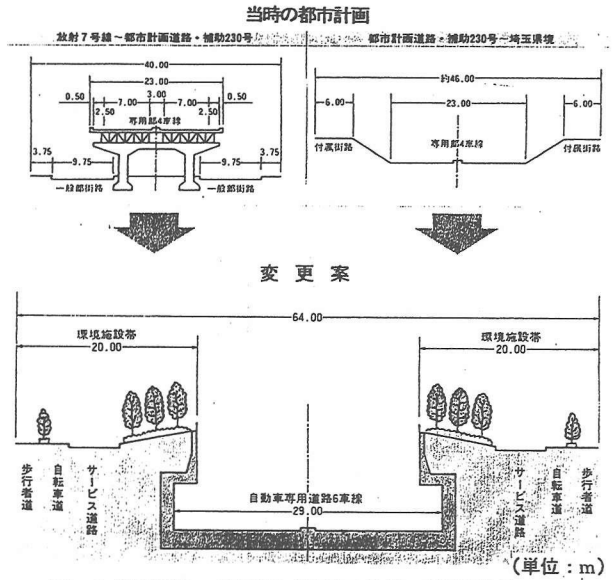 当時の都市計画
放射7号線～都市計画道路・補助230号
都市計画道路・補助230号～埼玉県境
40.00
23.00
3.00
0.50
7.00
7.00
0.50
2.50
2.50
専用部4車線
3.75
9.75
9.75
3.75
一般部街路
一般部街路
約46.00
6.00
23.00
6.00
付属街路
専用部4車線
付属街路
変更案
64.00
環境施設帯
20.00
環境施設帯
20.00
自動車専用道路6車線
29.00
歩行者道
自転車道
サービス道路
サービス道路
自転車道
歩行者道
(単位:m)